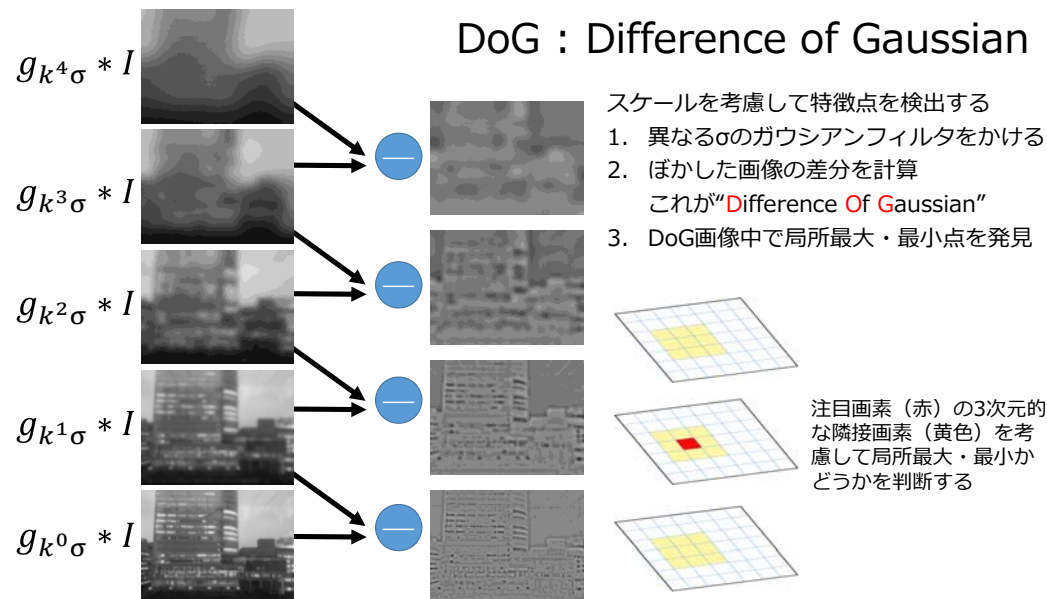 DoG : Difference of Gaussian
g_{k^4σ} * I
g_{k^3σ} * I
g_{k^2σ} * I
g_{k^1σ} * I
g_{k^0σ} * I
スケールを考慮して特徴点を検出する
1. 異なるσのガウシアンフィルタをかける
2. ぼかした画像の差分を計算
これが“Difference Of Gaussian”
3. DoG画像中で局所最大・最小点を発見
注目画素（赤）の3次元的
な隣接画素（黄色）を考
慮して局所最大・最小か
どうかを判断する